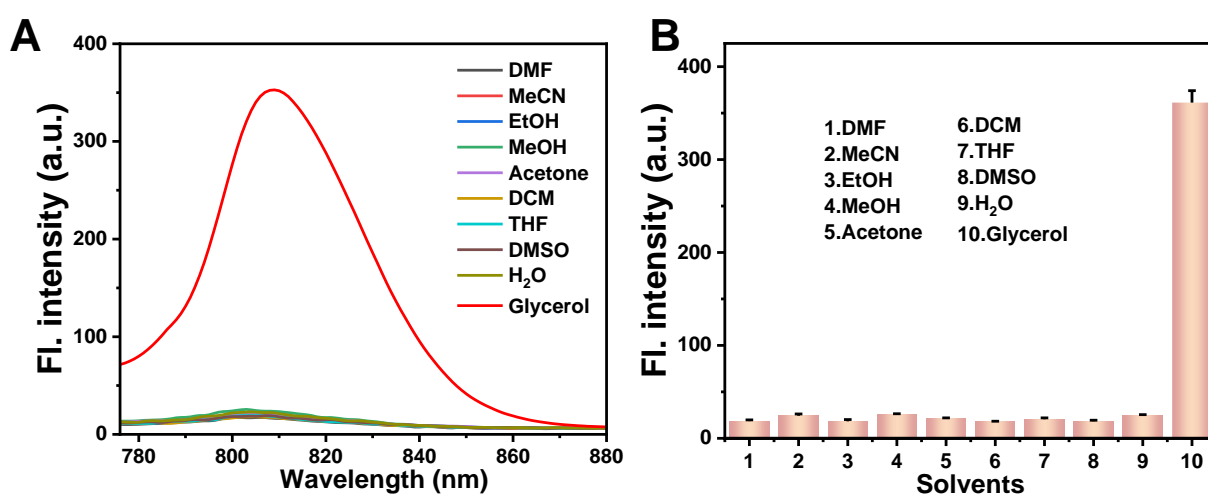 A
Fl. intensity (a.u.)
400
300
200
100
0
DMF
MeCN
EtOH
MeOH
Acetone
DCM
THF
DMSO
H₂O
Glycerol
780 800 820 840 860 880
Wavelength (nm)
B
Fl. intensity (a.u.)
400
300
200
100
0
1.DMF
2.MeCN
3.EtOH
4.MeOH
5.Acetone
6.DCM
7.THF
8.DMSO
9.H₂O
10.Glycerol
1 2 3 4 5 6 7 8 9 10
Solvents